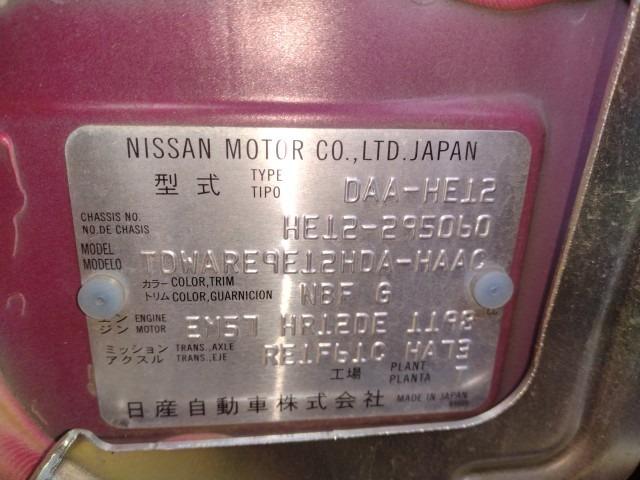 NISSAN MOTOR CO.,LTD.JAPAN
型式 TYPE TIPO DAA-HE12
CHASSIS NO. NO.DE CHASIS HE12-295060
MODEL MODELO TDWARE9E12HDA-HAAC
カラー COLOR,TRIM
トリム COLOR,GUARNICION NBF G
エンジン ENGINE MOTOR EM57 HR12DE 1198
ミッション TRANS.,AXLE RE1F61C HA73
アクスル TRANS.,EJE
工場 PLANT PLANTA
日産自動車株式会社 MADE IN JAPAN